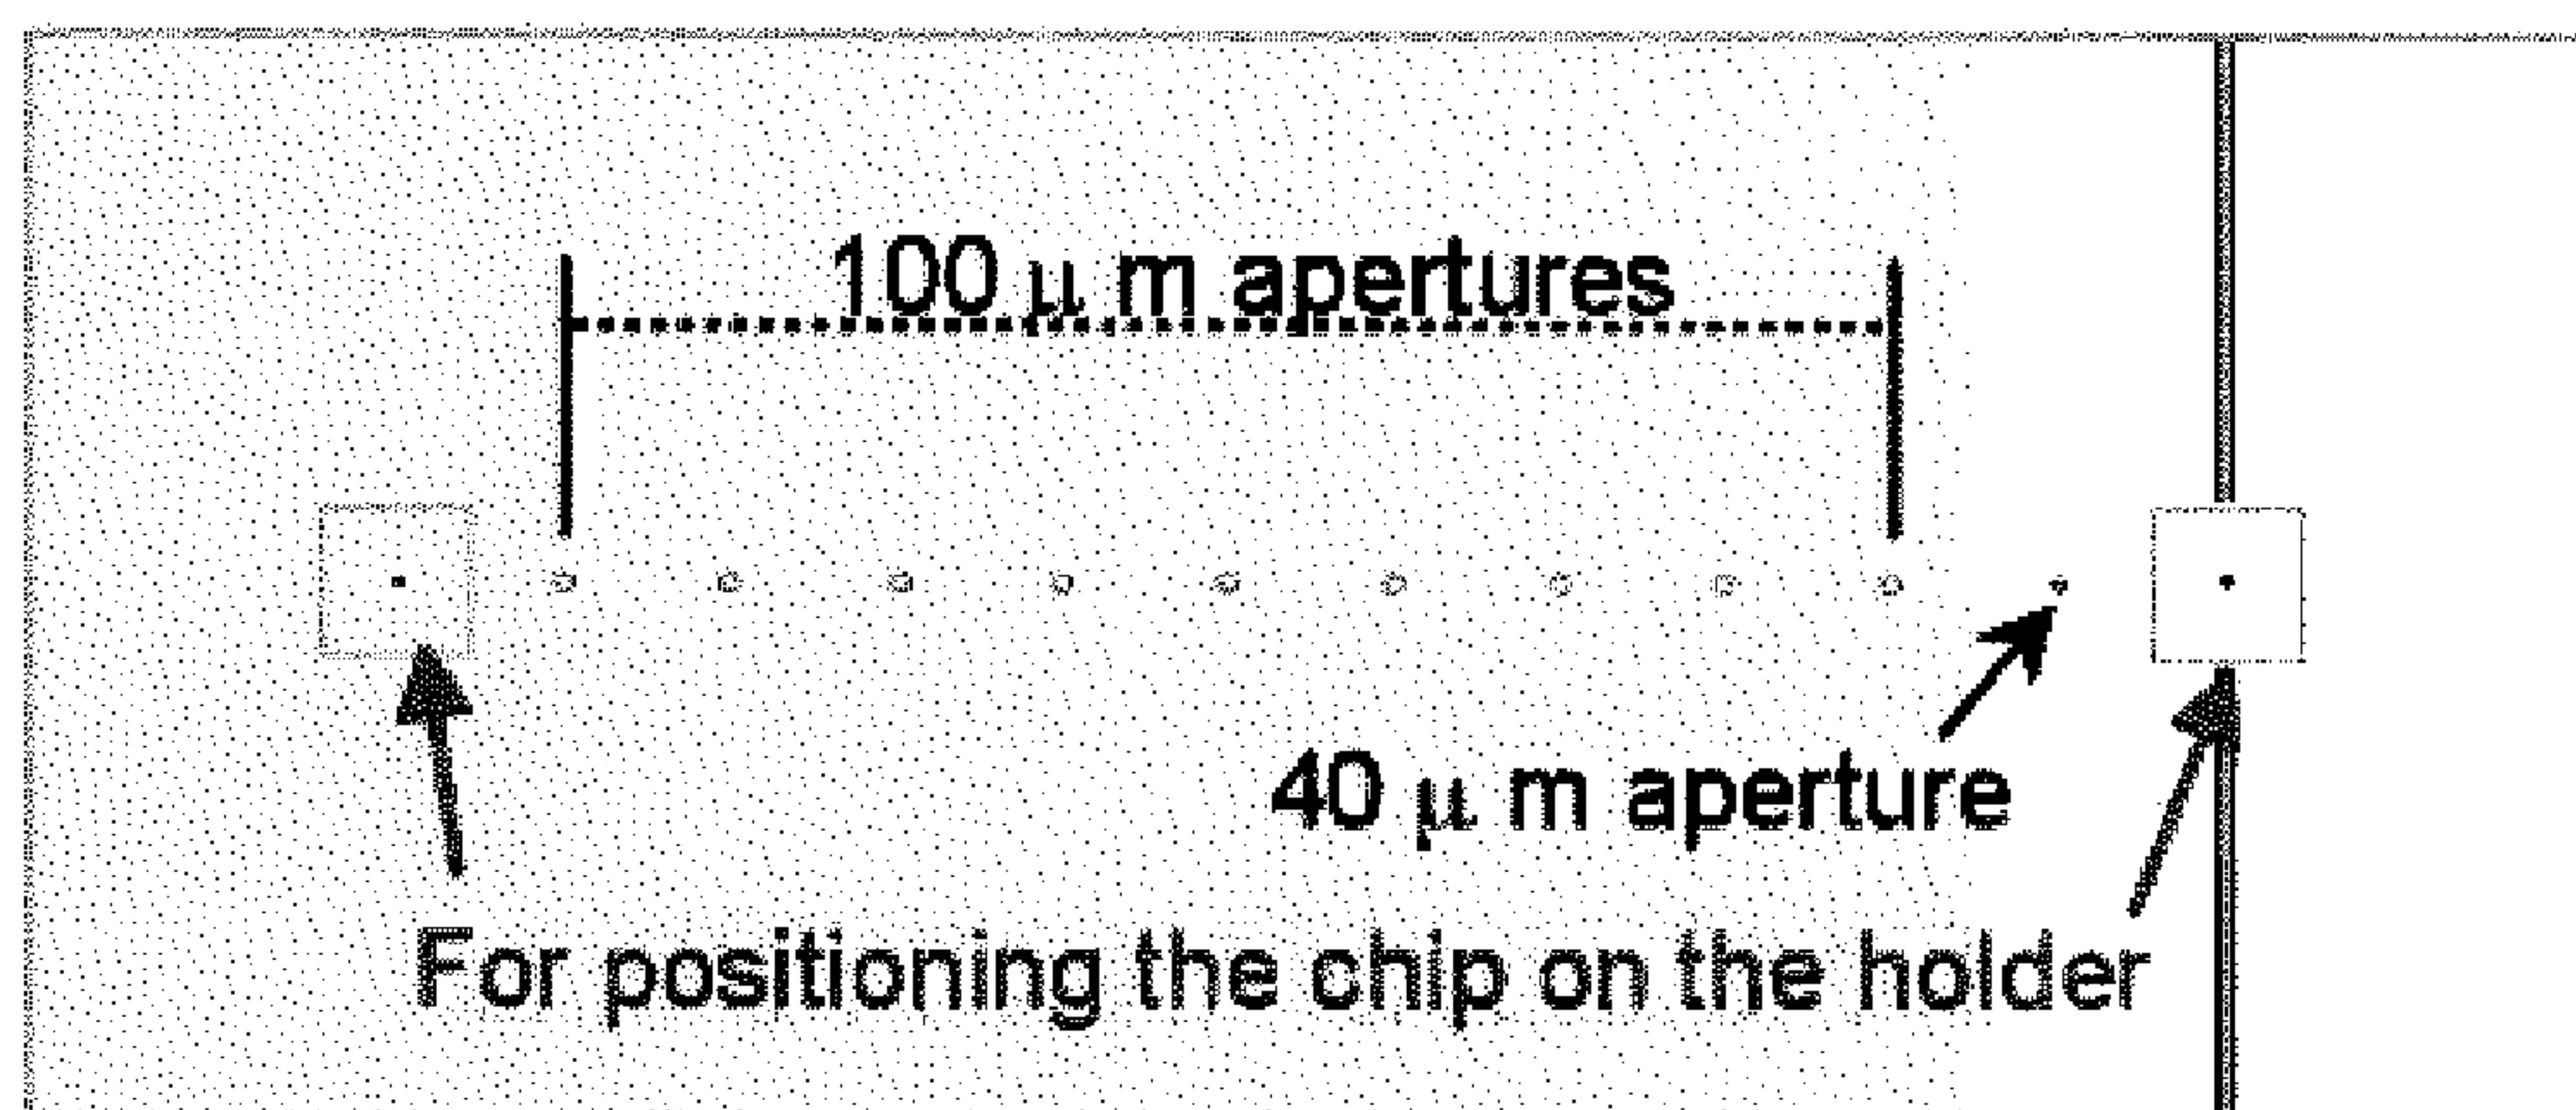 100 μ m apertures
40 μ m aperture
For positioning the chip on the holder